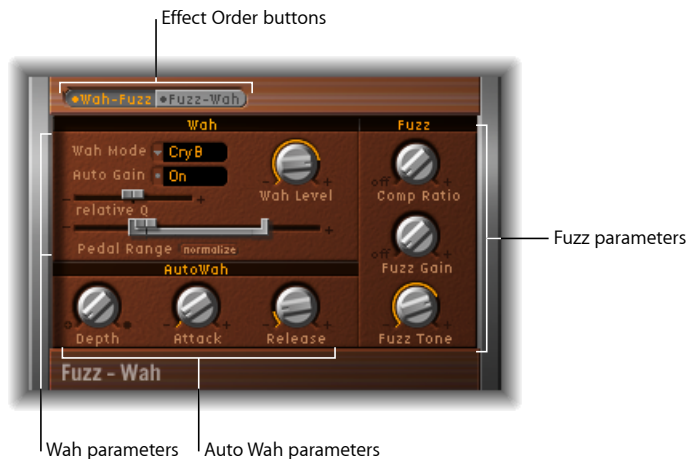 Effect Order buttons
Wah-Fuzz Fuzz-Wah
Wah Fuzz
Wah Mode CryB
Auto Gain On
- + Wah Level
off Comp Ratio
relative Q - +
- +
Pedal Range normalize
off Fuzz Gain
Fuzz parameters
AutoWah
Depth - Attack + - Release + - Fuzz Tone +
Fuzz - Wah
Wah parameters Auto Wah parameters